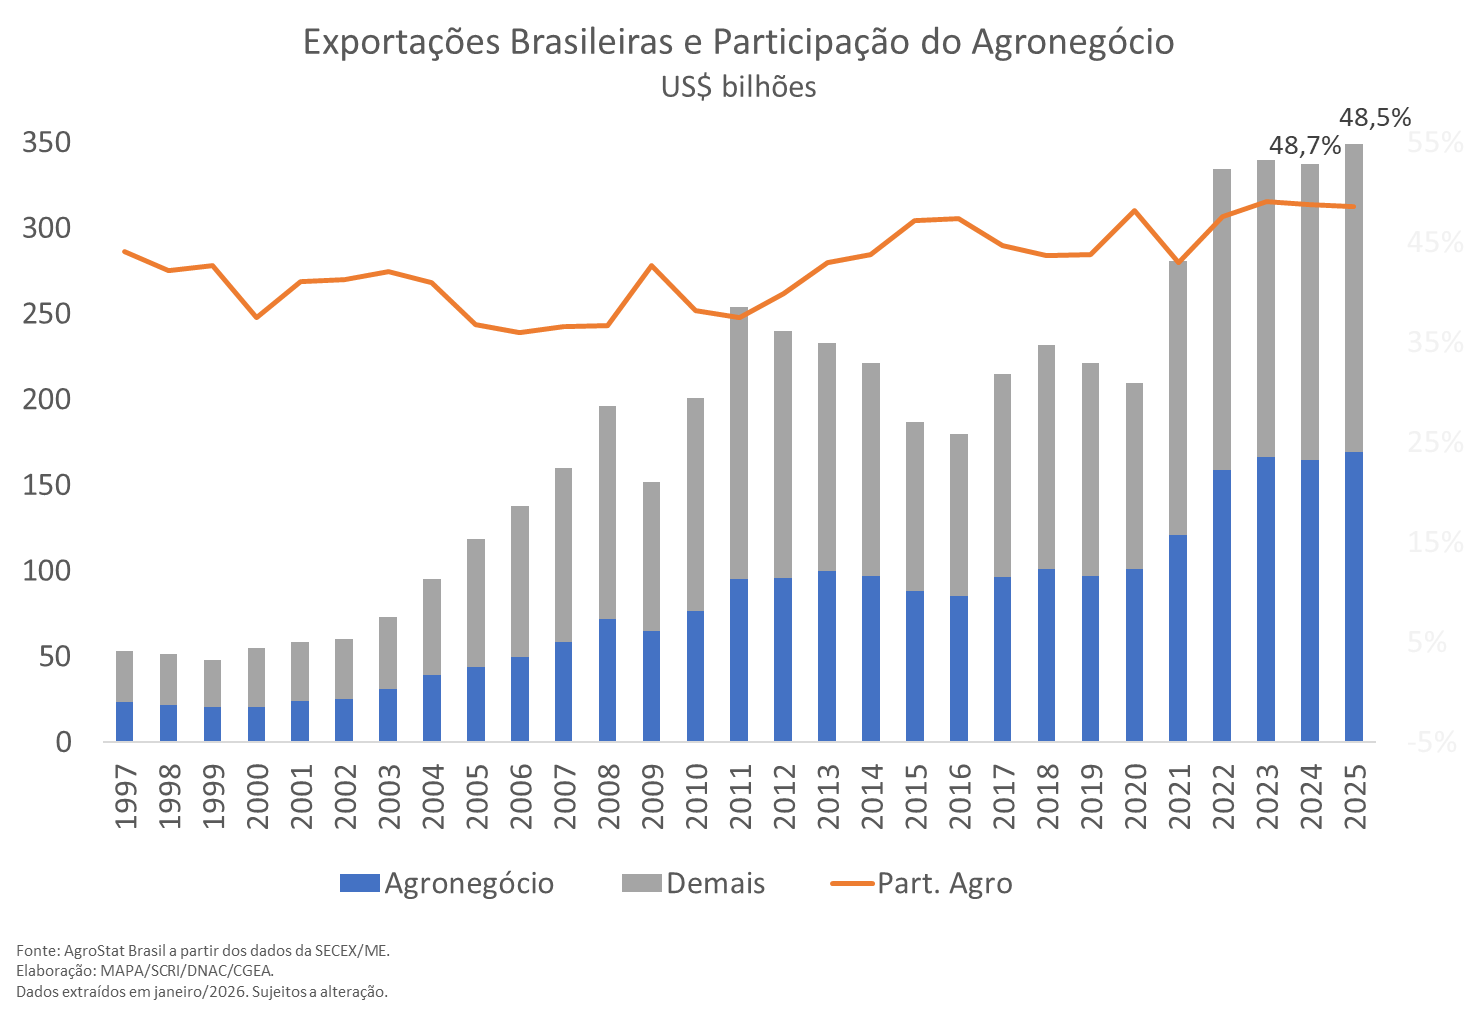 Exportações Brasileiras e Participação do Agronegócio
US$ bilhões
48,5%
48,7%
350
300
250
200
150
100
50
0
55%
45%
35%
25%
15%
5%
-5%
1997 1998 1999 2000 2001 2002 2003 2004 2005 2006 2007 2008 2009 2010 2011 2012 2013 2014 2015 2016 2017 2018 2019 2020 2021 2022 2023 2024 2025
Agronegócio Demais Part. Agro
Fonte: AgroStat Brasil a partir dos dados da SECEX/ME.
Elaboração: MAPA/SCRI/DNAC/CGEA.
Dados extraídos em janeiro/2026. Sujeitos a alteração.